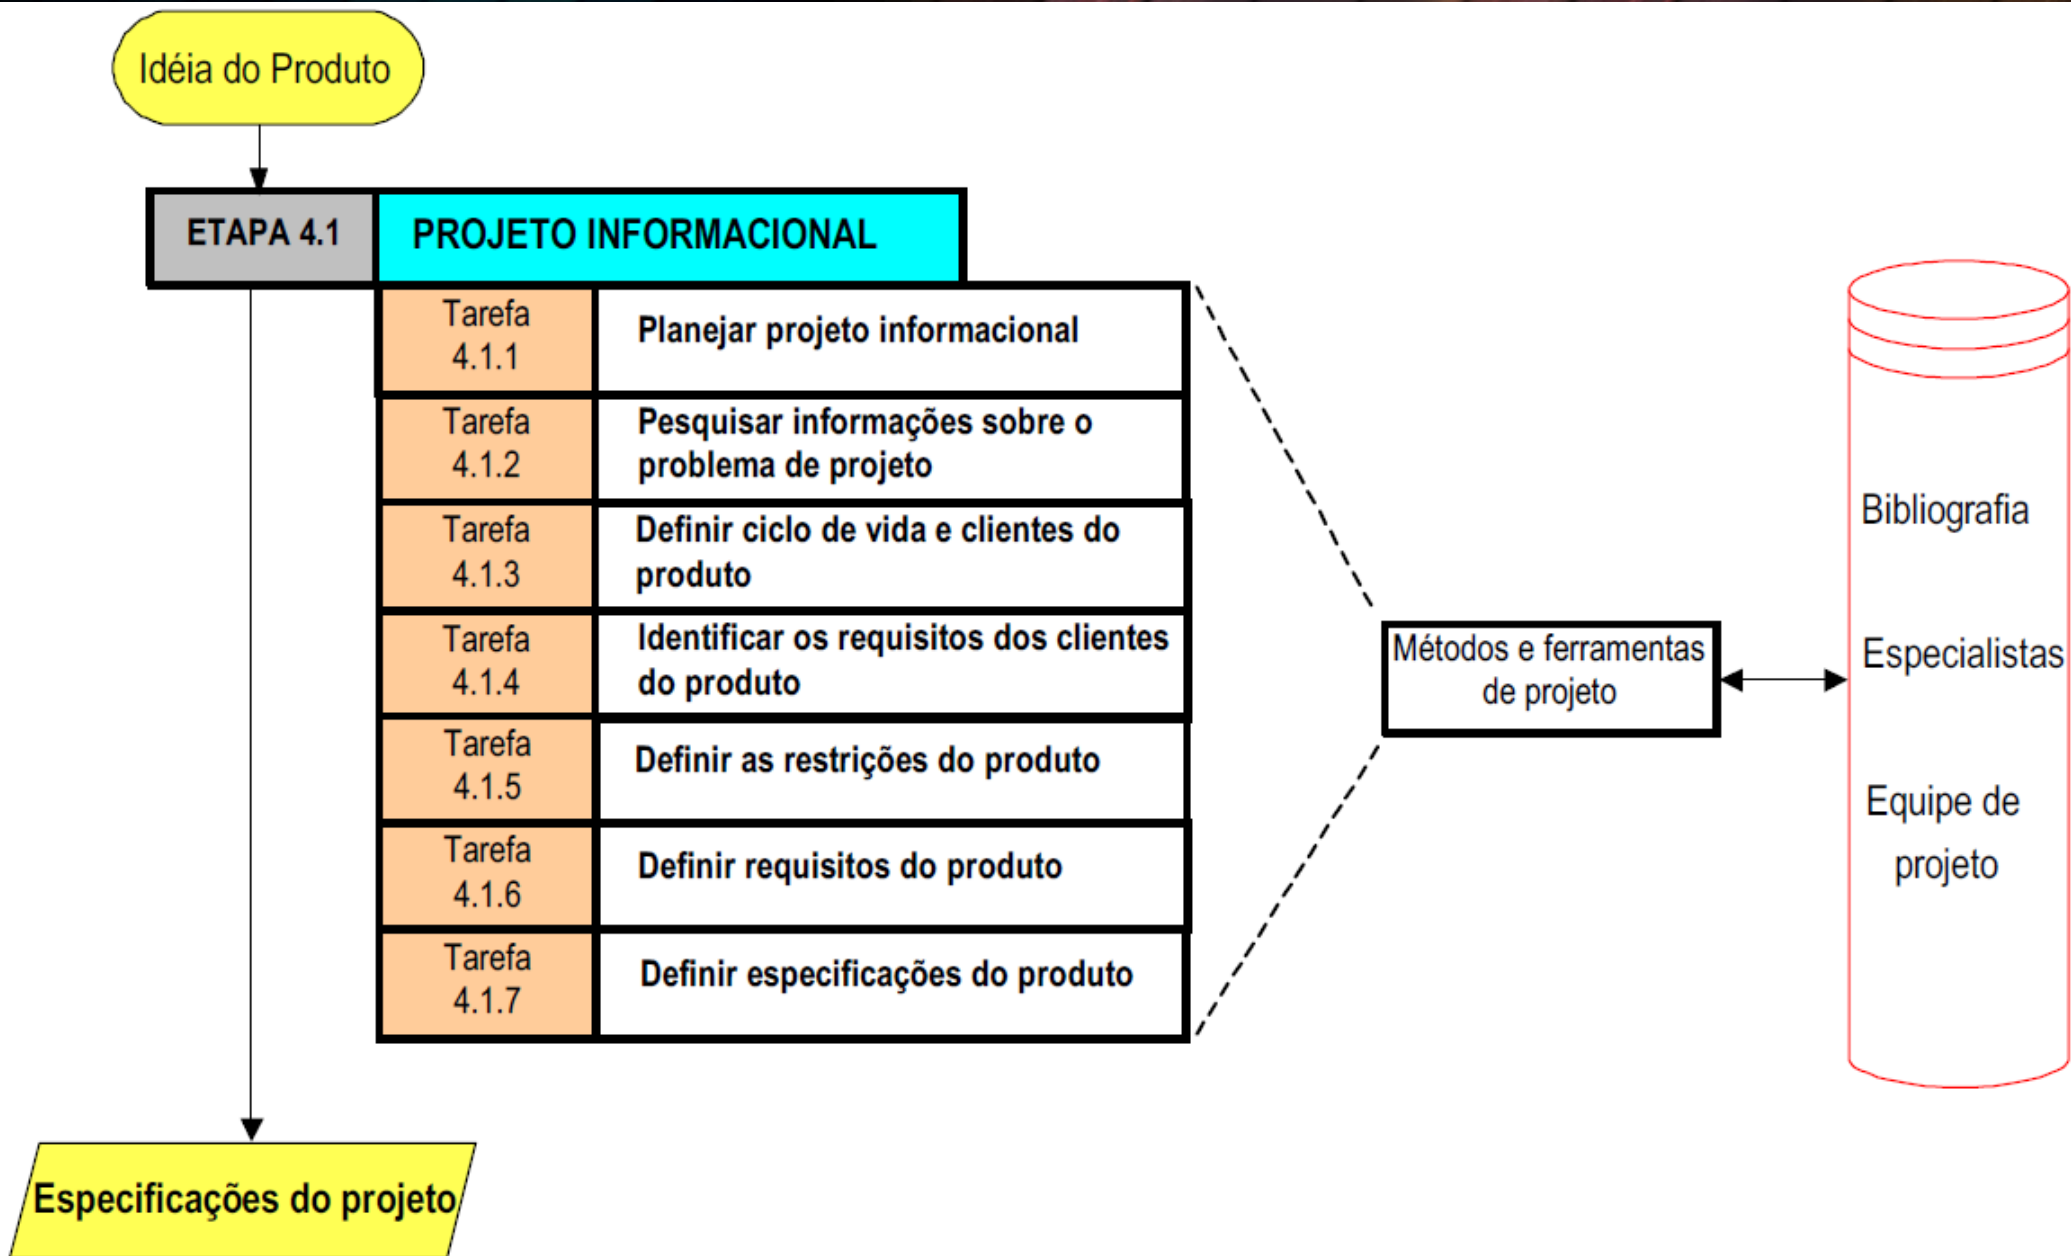 Idéia do Produto
ETAPA 4.1
PROJETO INFORMACIONAL
Tarefa
4.1.1
Planejar projeto informacional
Tarefa
4.1.2
Pesquisar informações sobre o
problema de projeto
Tarefa
4.1.3
Definir ciclo de vida e clientes do
produto
Tarefa
4.1.4
Identificar os requisitos dos clientes
do produto
Tarefa
4.1.5
Definir as restrições do produto
Tarefa
4.1.6
Definir requisitos do produto
Tarefa
4.1.7
Definir especificações do produto
Métodos e ferramentas
de projeto
Bibliografia
Especialistas
Equipe de
projeto
Especificações do projeto